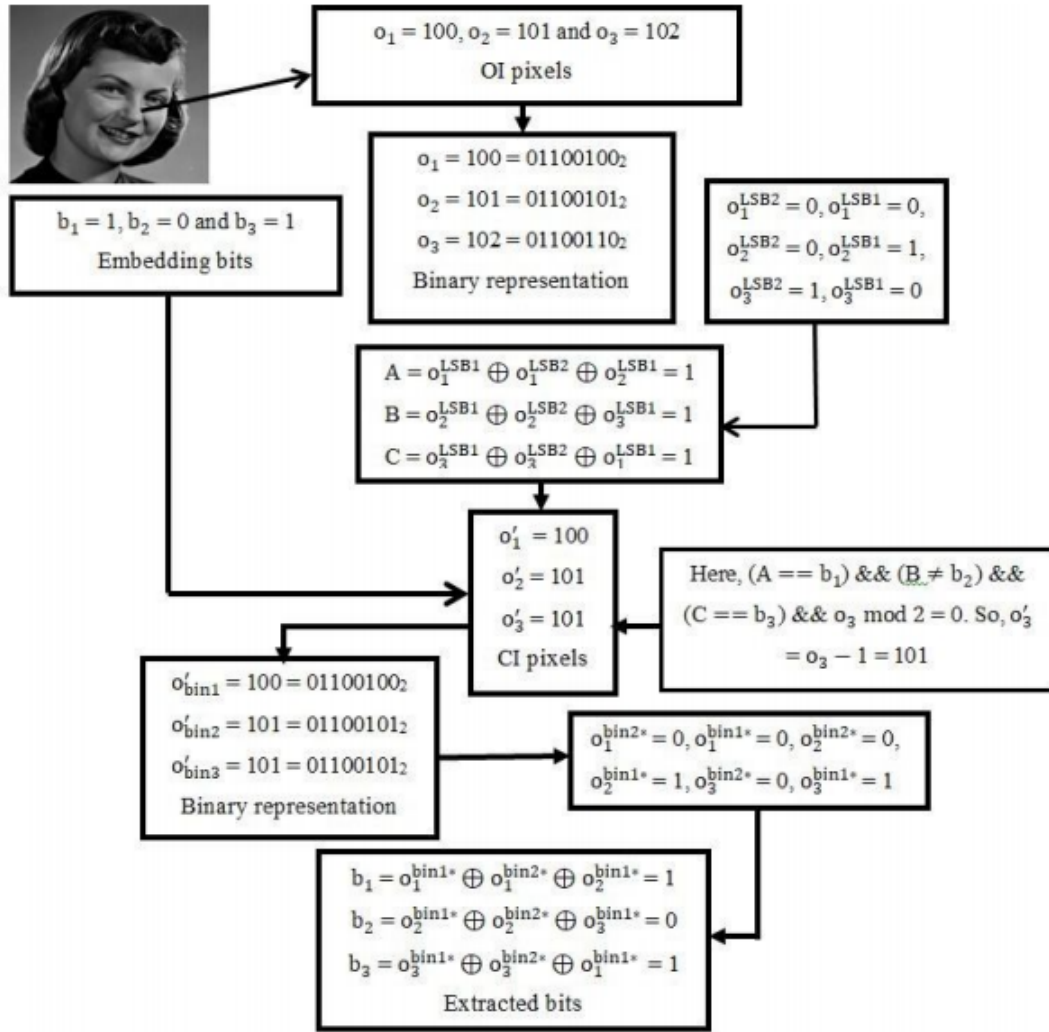 o₁ = 100, o₂ = 101 and o₃ = 102
OI pixels
o₁ = 100 = 01100100₂
o₂ = 101 = 01100101₂
o₃ = 102 = 01100110₂
Binary representation
b₁ = 1, b₂ = 0 and b₃ = 1
Embedding bits
o₁^LSB2 = 0, o₁^LSB1 = 0,
o₂^LSB2 = 0, o₂^LSB1 = 1,
o₃^LSB2 = 1, o₃^LSB1 = 0
A = o₁^LSB1 ⊕ o₁^LSB2 ⊕ o₂^LSB1 = 1
B = o₂^LSB1 ⊕ o₂^LSB2 ⊕ o₃^LSB1 = 1
C = o₃^LSB1 ⊕ o₃^LSB2 ⊕ o₁^LSB1 = 1
o′₁ = 100
o′₂ = 101
o′₃ = 101
CI pixels
Here, (A == b₁) && (B ≠ b₂) &&
(C == b₃) && o₃ mod 2 = 0. So, o′₃
= o₃ − 1 = 101
o′bin1 = 100 = 01100100₂
o′bin2 = 101 = 01100101₂
o′bin3 = 101 = 01100101₂
Binary representation
o₁^bin2* = 0, o₁^bin1* = 0, o₂^bin2* = 0,
o₂^bin1* = 1, o₃^bin2* = 0, o₃^bin1* = 1
b₁ = o₁^bin1* ⊕ o₁^bin2* ⊕ o₂^bin1* = 1
b₂ = o₂^bin1* ⊕ o₂^bin2* ⊕ o₃^bin1* = 0
b₃ = o₃^bin1* ⊕ o₃^bin2* ⊕ o₁^bin1* = 1
Extracted bits